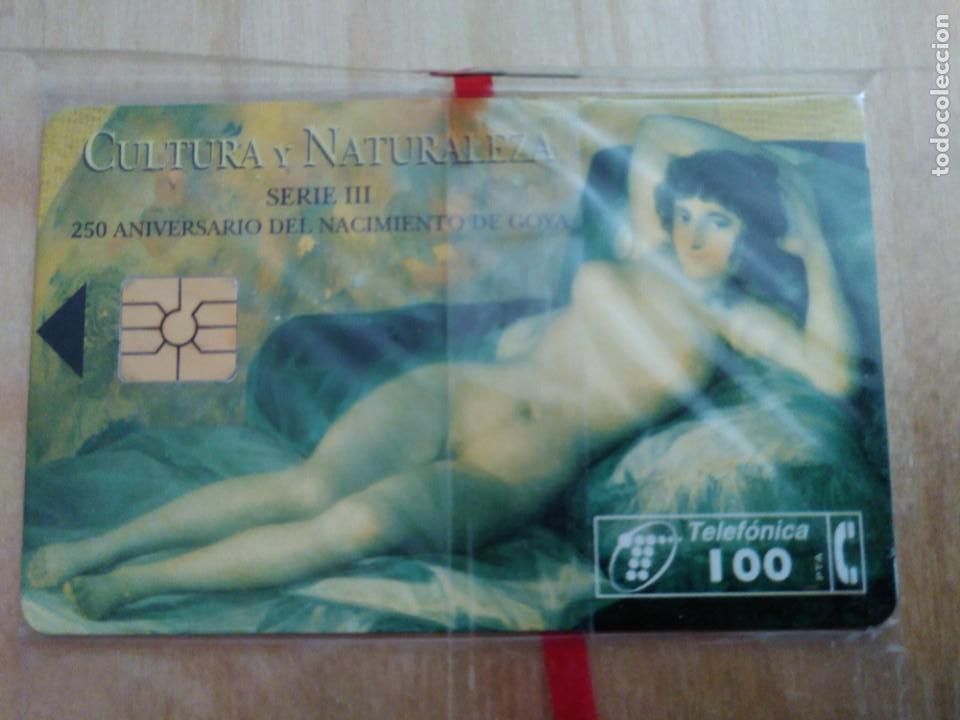 CULTURA Y NATURALEZA
SERIE III
250 ANIVERSARIO DEL NACIMIENTO DE GOYA
Telefónica
100 PTA
todocoleccion